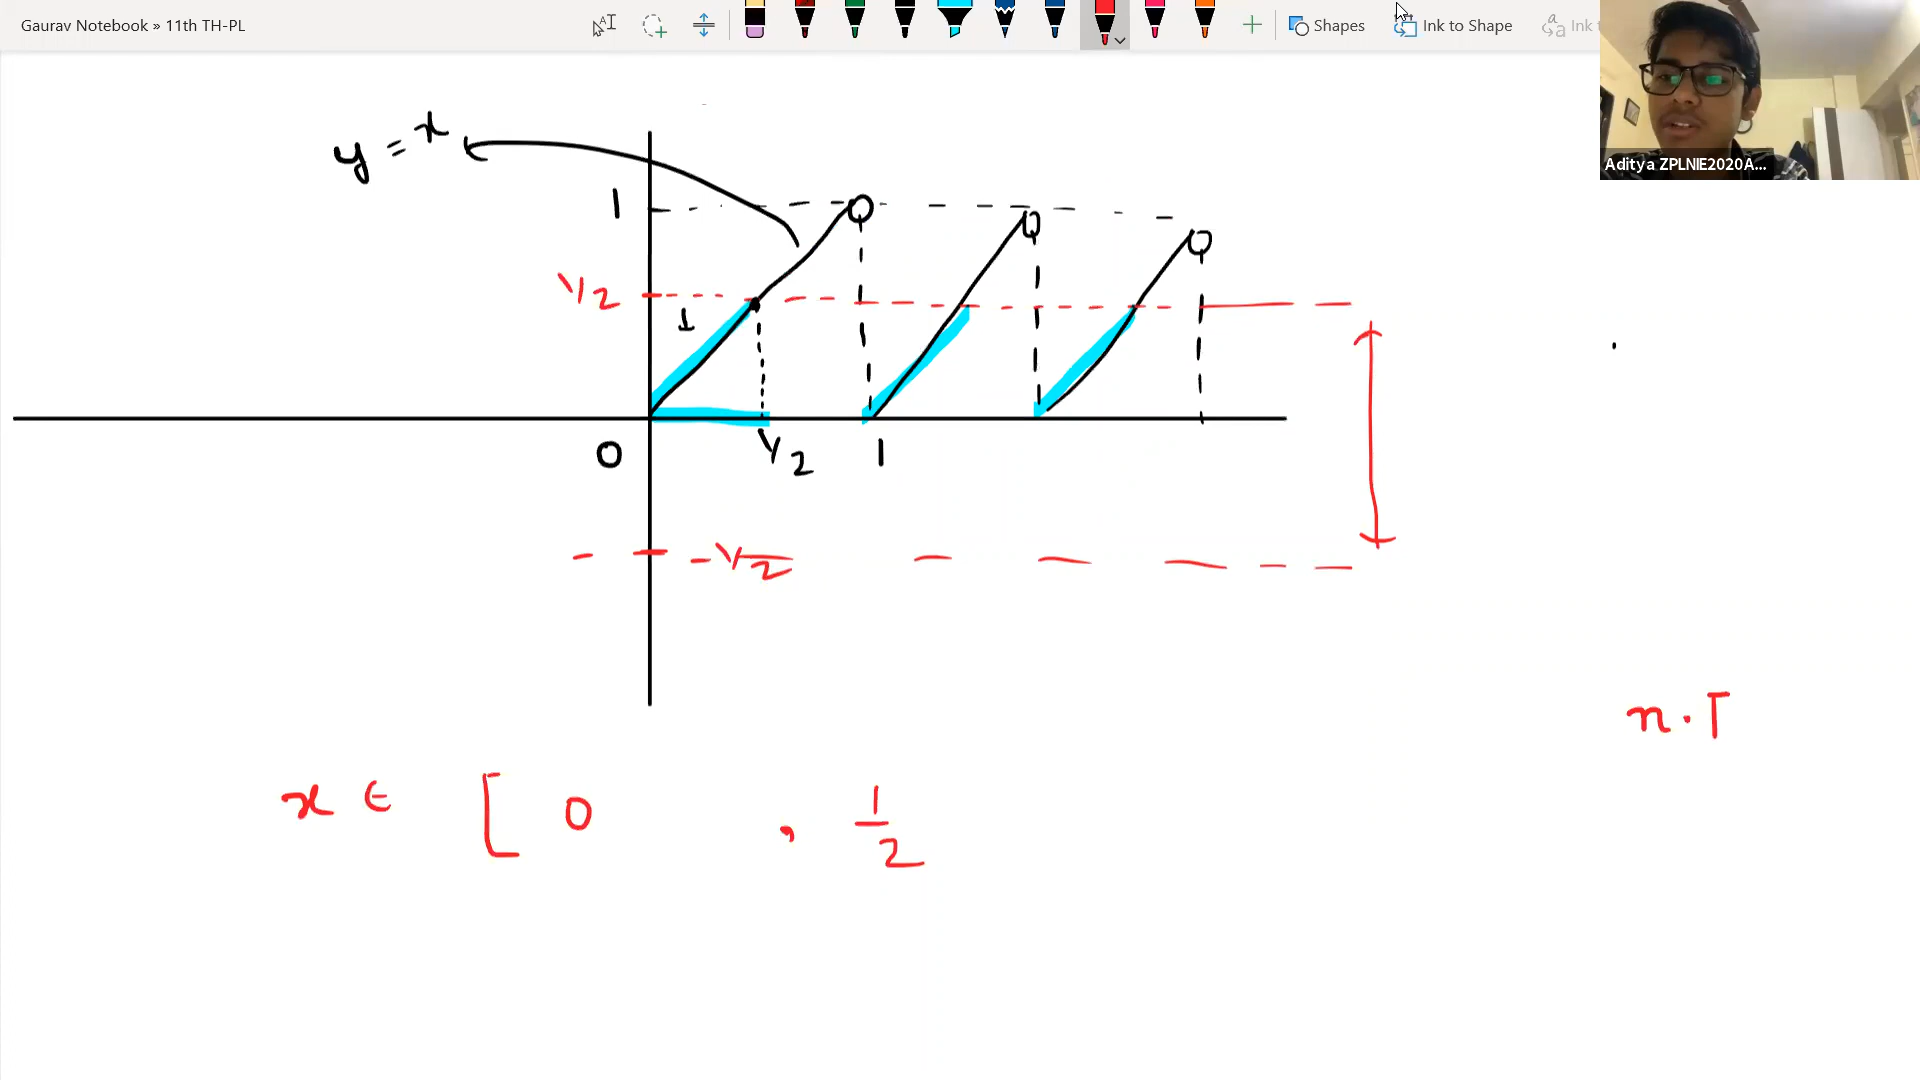 Gaurav Notebook » 11th TH-PL
Shapes
Ink to Shape
Ink
Aditya ZPLNIE2020A...
y = x
1
1/2
1
0
1/2
1
-1/2
n . T
x ∈ [ 0 , 1/2